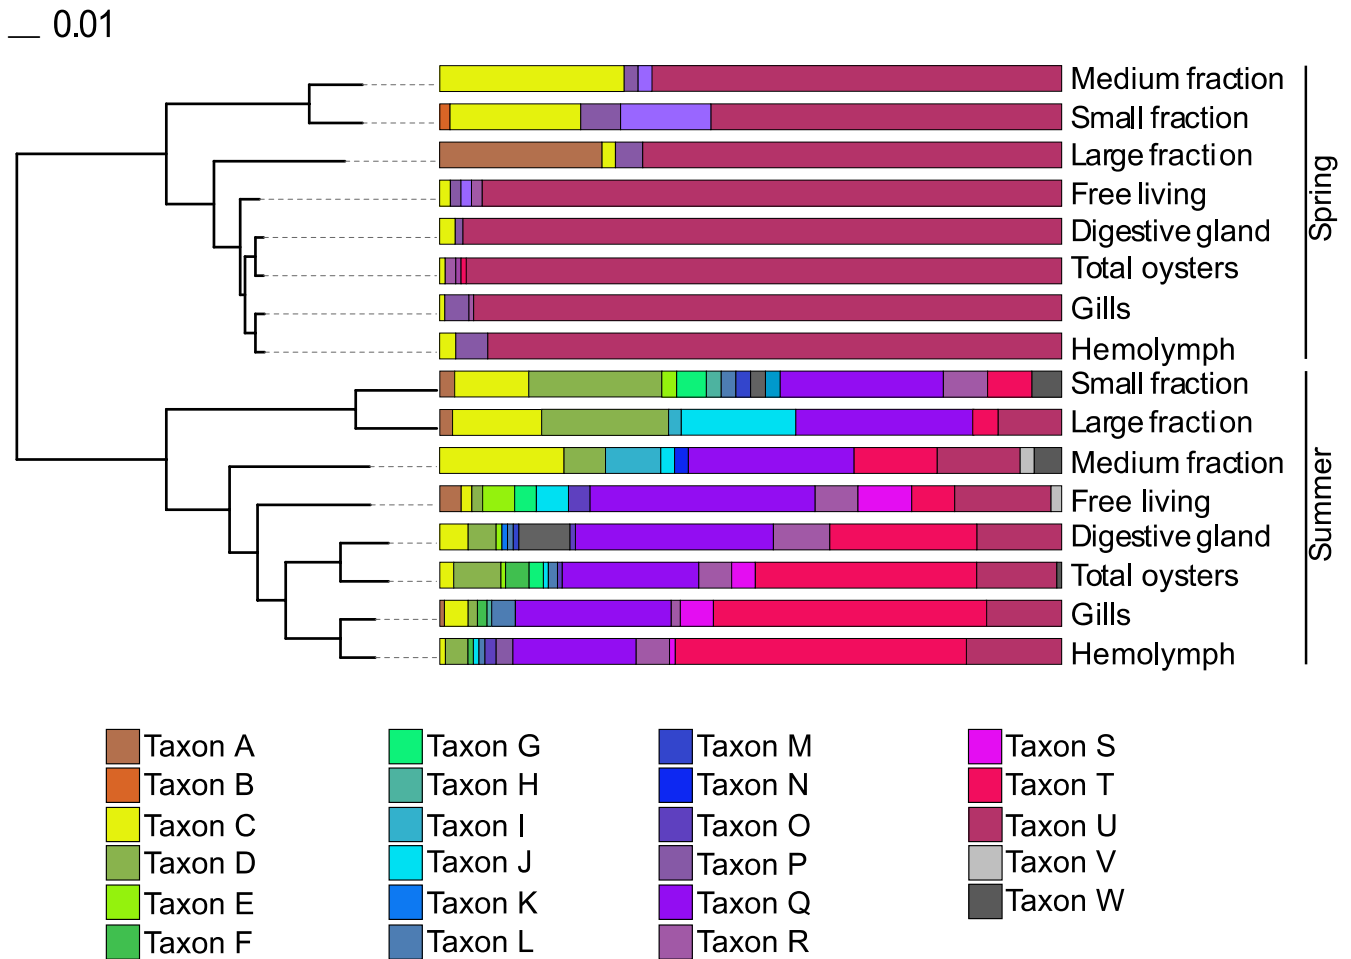 0.01
Medium fraction
Small fraction
Large fraction
Free living
Digestive gland
Total oysters
Gills
Hemolymph
Spring
Small fraction
Large fraction
Medium fraction
Free living
Digestive gland
Total oysters
Gills
Hemolymph
Summer
Taxon A
Taxon B
Taxon C
Taxon D
Taxon E
Taxon F
Taxon G
Taxon H
Taxon I
Taxon J
Taxon K
Taxon L
Taxon M
Taxon N
Taxon O
Taxon P
Taxon Q
Taxon R
Taxon S
Taxon T
Taxon U
Taxon V
Taxon W